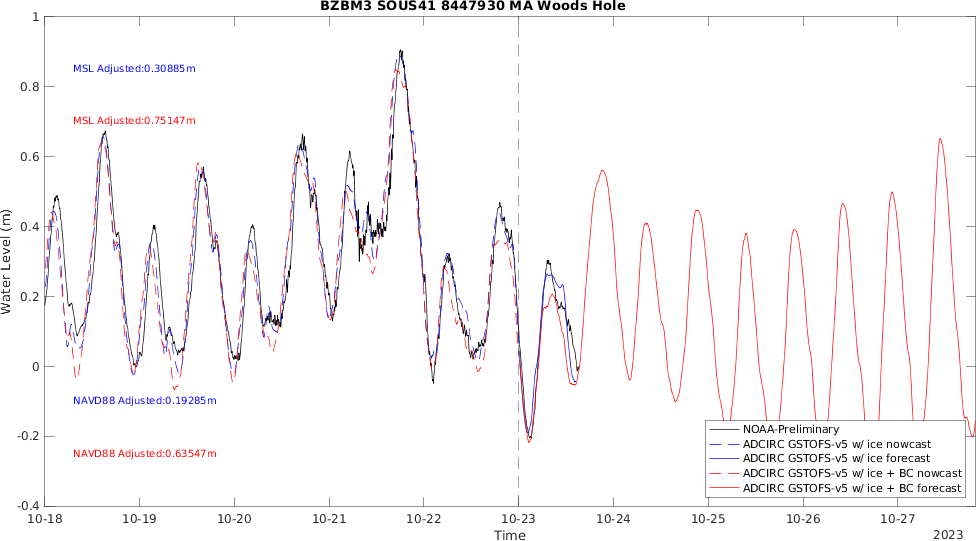 BZBM3 SOUS41 8447930 MA Woods Hole
1
0.8
0.6
0.4
0.2
0
-0.2
-0.4
Water Level (m)
MSL Adjusted:0.30885m
MSL Adjusted:0.75147m
NAVD88 Adjusted:0.19285m
NAVD88 Adjusted:0.63547m
NOAA-Preliminary
ADCIRC GSTOFS-v5 w/ ice nowcast
ADCIRC GSTOFS-v5 w/ ice forecast
ADCIRC GSTOFS-v5 w/ ice + BC nowcast
ADCIRC GSTOFS-v5 w/ ice + BC forecast
10-18 10-19 10-20 10-21 10-22 10-23 10-24 10-25 10-26 10-27
Time
2023